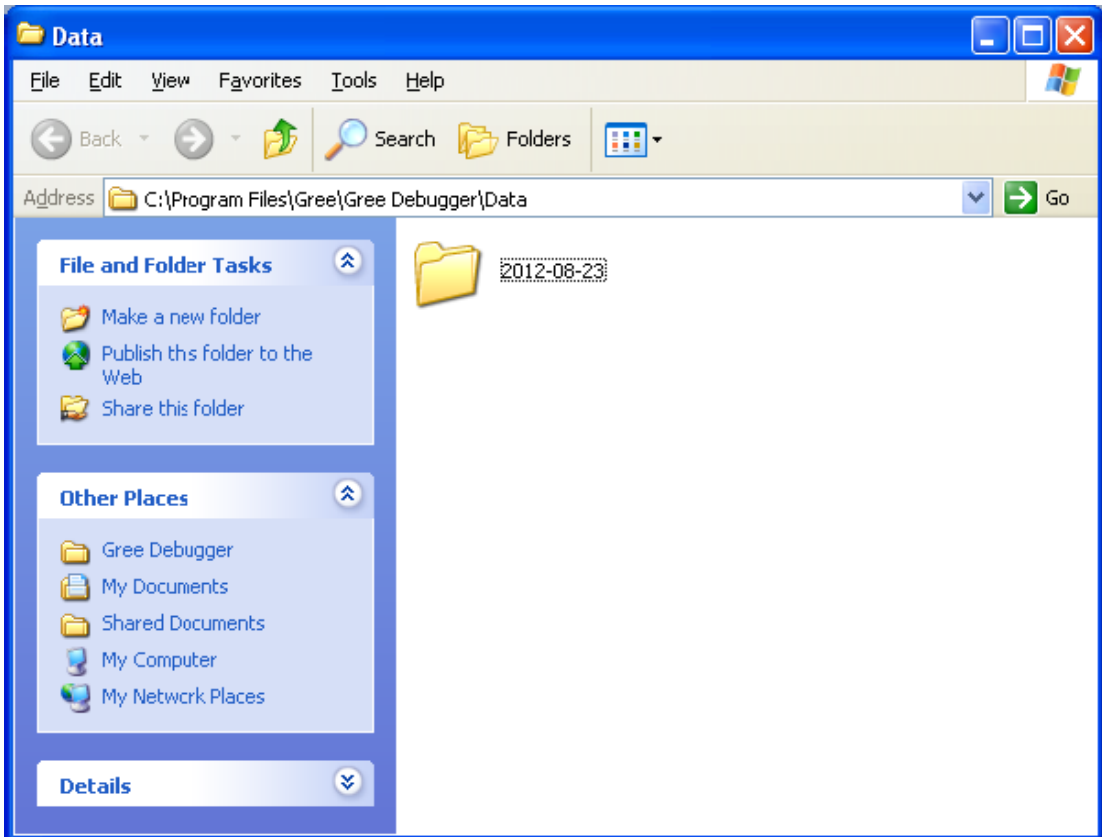 Data
File Edit View Favorites Tools Help
Back Search Folders
Address C:\Program Files\Gree\Gree Debugger\Data Go
File and Folder Tasks
Make a new folder
Publish ths folder to the
Web
Share this folder
Other Places
Gree Debugger
My Documents
Shared Documents
My Computer
My Netwcrk Places
Details
2012-08-23